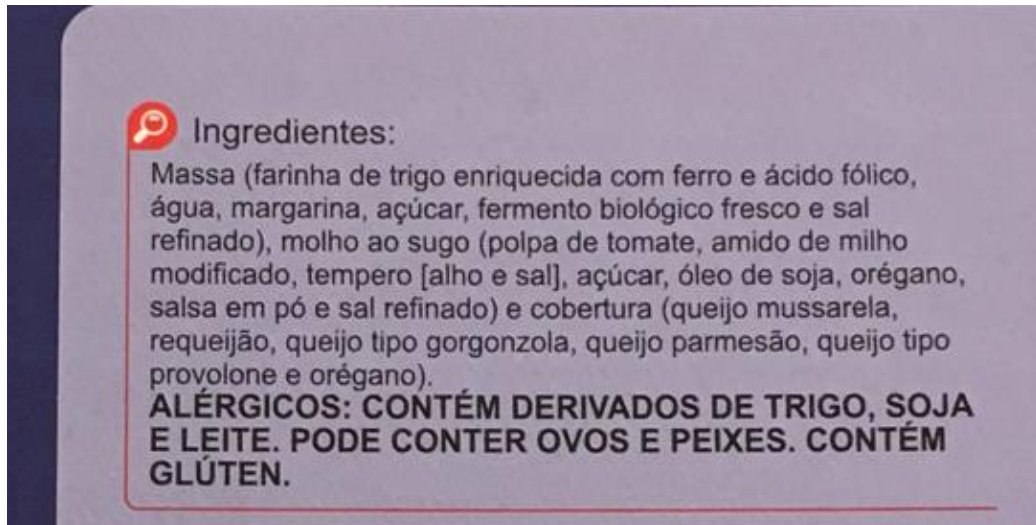 Ingredientes:
Massa (farinha de trigo enriquecida com ferro e ácido fólico,
água, margarina, açúcar, fermento biológico fresco e sal
refinado), molho ao sugo (polpa de tomate, amido de milho
modificado, tempero [alho e sal], açúcar, óleo de soja, orégano,
salsa em pó e sal refinado) e cobertura (queijo mussarela,
requeijão, queijo tipo gorgonzola, queijo parmesão, queijo tipo
provolone e orégano).
ALÉRGICOS: CONTÉM DERIVADOS DE TRIGO, SOJA
E LEITE. PODE CONTER OVOS E PEIXES. CONTÉM
GLÚTEN.